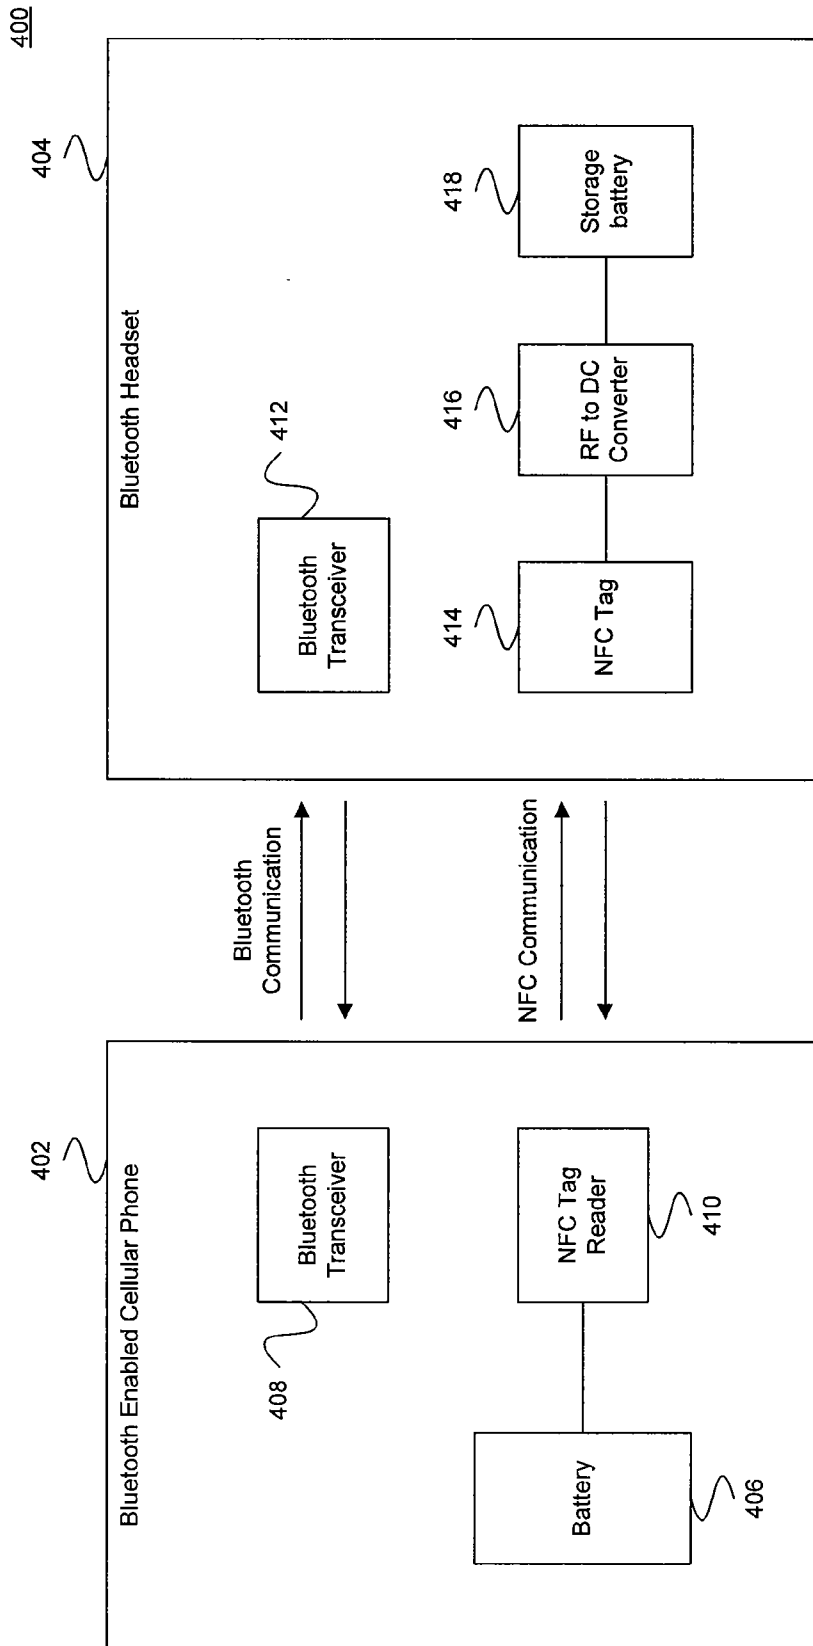 400
402
Bluetooth Enabled Cellular Phone
Bluetooth
Transceiver
408
NFC Tag
Reader
410
Battery
406
Bluetooth
Communication
NFC Communication
404
Bluetooth Headset
412
Bluetooth
Transceiver
414
NFC Tag
416
RF to DC
Converter
418
Storage
battery